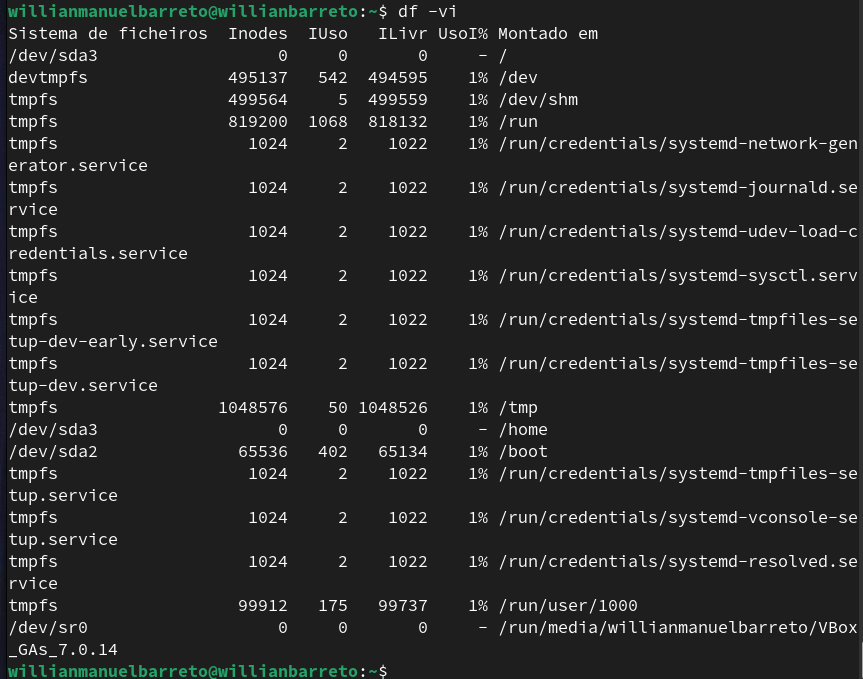 willianmanuelbarreto@willianbarreto:~$ df -vi
Sistema de ficheiros  Inodes  IUso   ILivr UsoI% Montado em
/dev/sda3                  0     0       0     - /
devtmpfs              495137   542  494595    1% /dev
tmpfs                 499564     5  499559    1% /dev/shm
tmpfs                 819200  1068  818132    1% /run
tmpfs                   1024     2    1022    1% /run/credentials/systemd-network-gen
erator.service
tmpfs                   1024     2    1022    1% /run/credentials/systemd-journald.se
rvice
tmpfs                   1024     2    1022    1% /run/credentials/systemd-udev-load-c
redentials.service
tmpfs                   1024     2    1022    1% /run/credentials/systemd-sysctl.serv
ice
tmpfs                   1024     2    1022    1% /run/credentials/systemd-tmpfiles-se
tup-dev-early.service
tmpfs                   1024     2    1022    1% /run/credentials/systemd-tmpfiles-se
tup-dev.service
tmpfs                1048576    50 1048526    1% /tmp
/dev/sda3                  0     0       0     - /home
/dev/sda2              65536   402   65134    1% /boot
tmpfs                   1024     2    1022    1% /run/credentials/systemd-tmpfiles-se
tup.service
tmpfs                   1024     2    1022    1% /run/credentials/systemd-vconsole-se
tup.service
tmpfs                   1024     2    1022    1% /run/credentials/systemd-resolved.se
rvice
tmpfs                  99912   175   99737    1% /run/user/1000
/dev/sr0                   0     0       0     - /run/media/willianmanuelbarreto/VBox
_GAs_7.0.14
willianmanuelbarreto@willianbarreto:~$